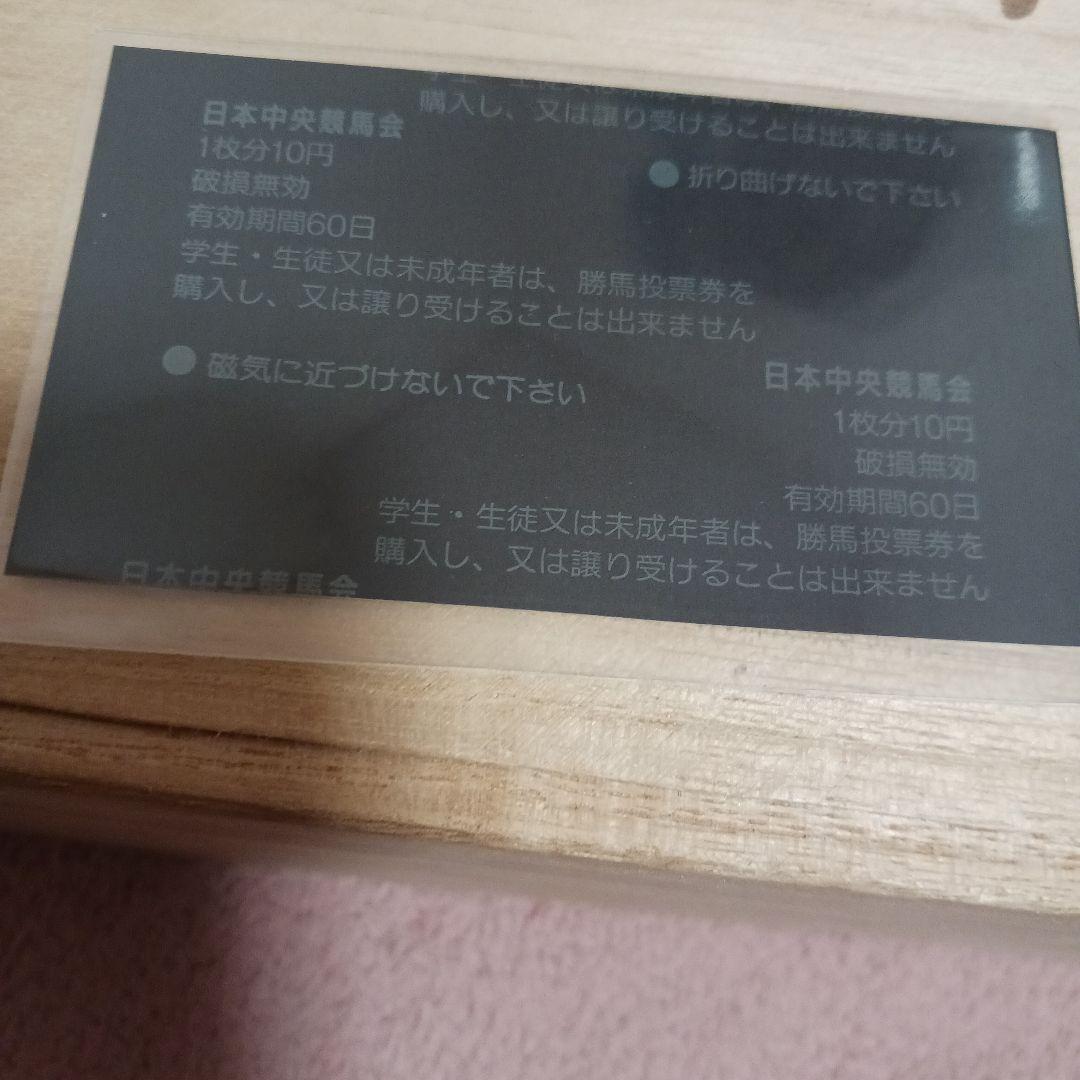 購入し、又は譲り受けることは出来ません
日本中央競馬会
1枚分10円
破損無効
有効期間60日
学生・生徒又は未成年者は、勝馬投票券を
購入し、又は譲り受けることは出来ません
● 折り曲げないで下さい
● 磁気に近づけないで下さい
日本中央競馬会
1枚分10円
破損無効
有効期間60日
学生・生徒又は未成年者は、勝馬投票券を
購入し、又は譲り受けることは出来ません
日本中央競馬会